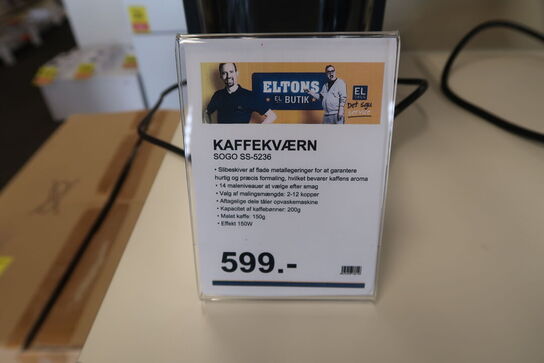 ELTONS
EL BUTIK
EL
Det sgu
service
KAFFEKVÆRN
SOGO SS-5236
• Slibeskiver af flade metallegeringer for at garantere
hurtig og præcis formaling, hvilket bevarer kaffens aroma
• 14 maleniveauer at vælge efter smag
• Valg af malingsmængde: 2-12 kopper
• Aftagelige dele tåler opvaskemaskine
• Kapacitet af kaffebønner: 200g
• Malet kaffe: 150g
• Effekt 150W
599.-